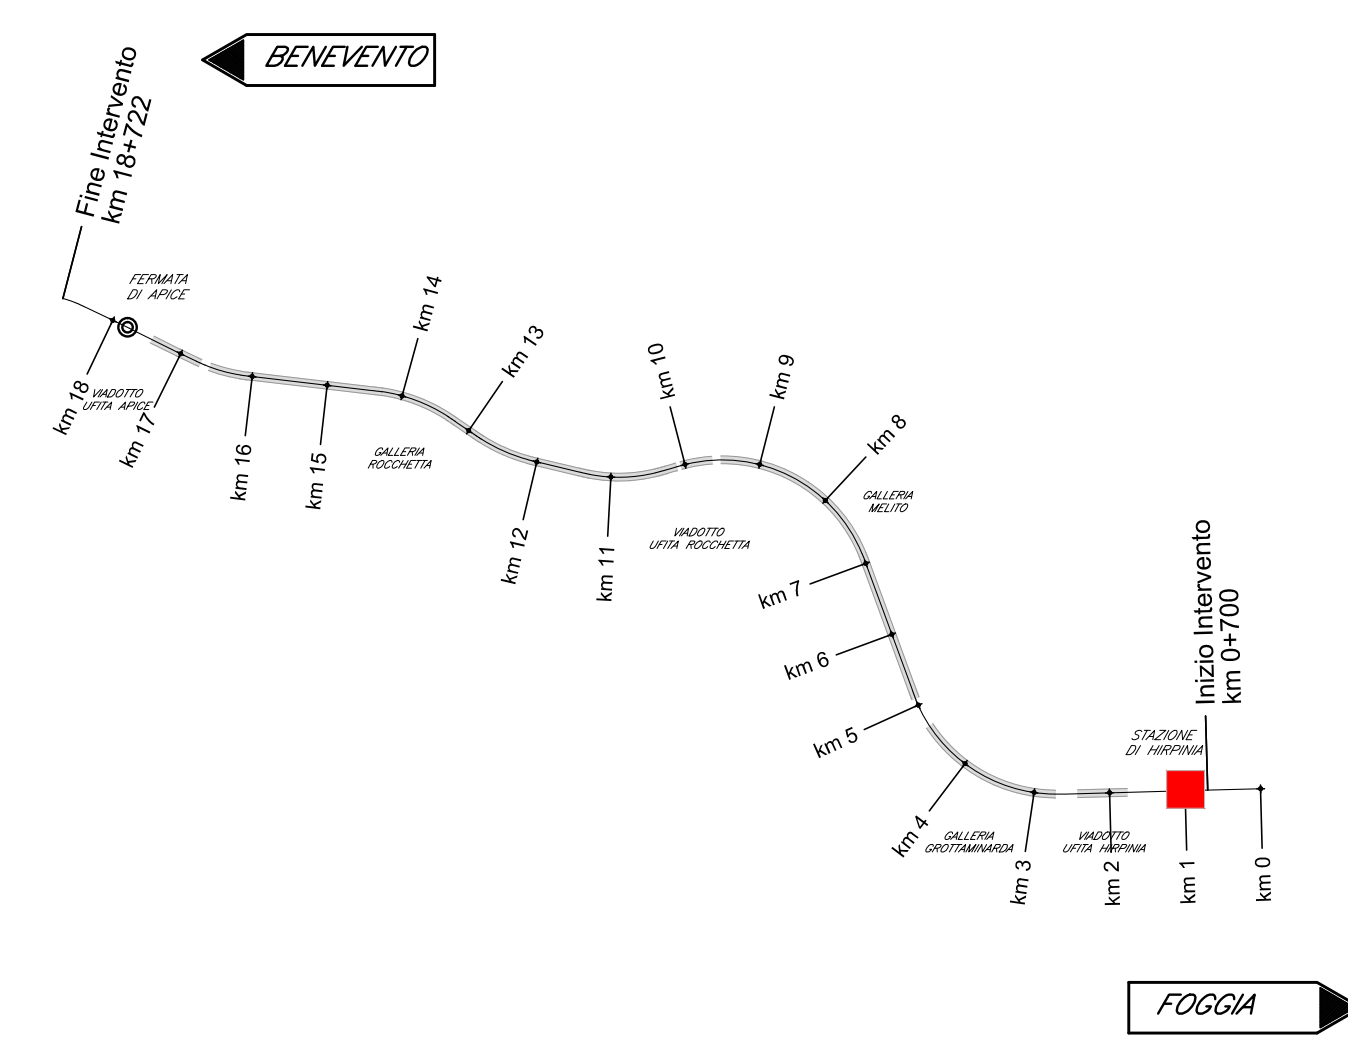 BENEVENTO
Fine Intervento
km 18+722
FERMATA
DI APICE
km 18
VIADOTTO
UFITA APICE
km 17
km 16
km 15
km 14
GALLERIA
ROCCHETTA
km 13
km 12
km 11
km 10
VIADOTTO
UFITA ROCCHETTA
km 9
km 8
GALLERIA
MELITO
km 7
km 6
km 5
km 4
GALLERIA
GROTTAMINARDA
km 3
VIADOTTO
UFITA HIRPINIA
km 2
STAZIONE
DI HIRPINIA
km 1
Inizio Intervento
km 0+700
km 0
FOGGIA